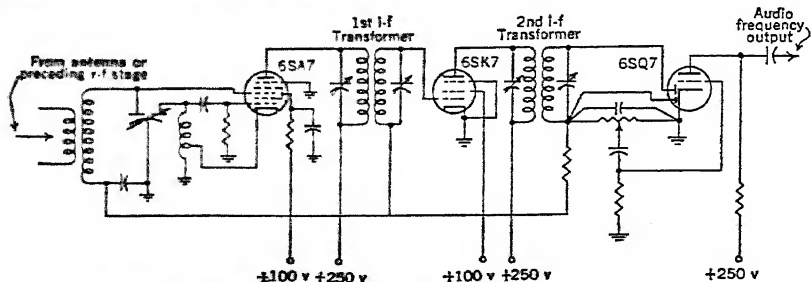 From antenna or
preceding r-f stage
6SA7
1st i-f
Transformer
6SK7
2nd i-f
Transformer
6SQ7
Audio
frequency
output
+100 v +250 v
+100 v +250 v
+250 v